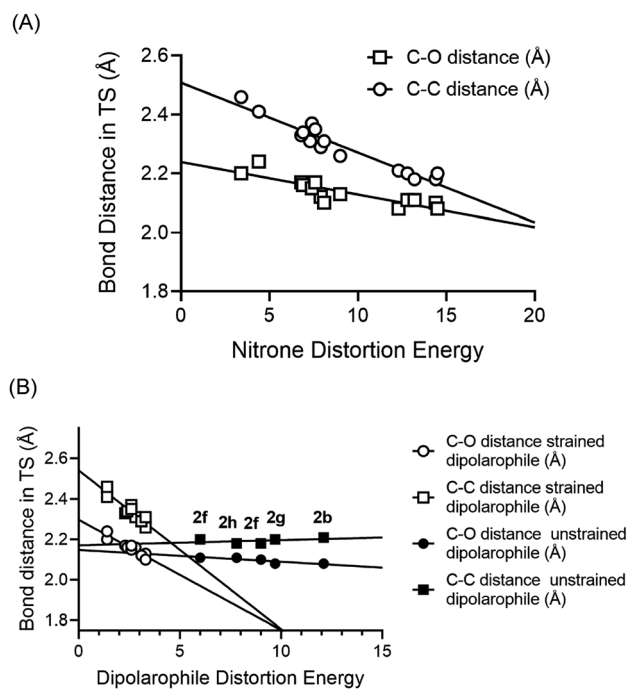 (A)
C-O distance (Å)
C-C distance (Å)
2.6
2.4
2.2
2.0
1.8
0 5 10 15 20
Bond Distance in TS (Å)
Nitrone Distortion Energy
(B)
2.6
2.4
2.2
2.0
1.8
2f 2h 2f 2g 2b
0 5 10 15
Bond distance in TS (Å)
Dipolarophile Distortion Energy
C-O distance strained
dipolarophile (Å)
C-C distance strained
dipolarophile (Å)
C-O distance unstrained
dipolarophile (Å)
C-C distance unstrained
dipolarophile (Å)